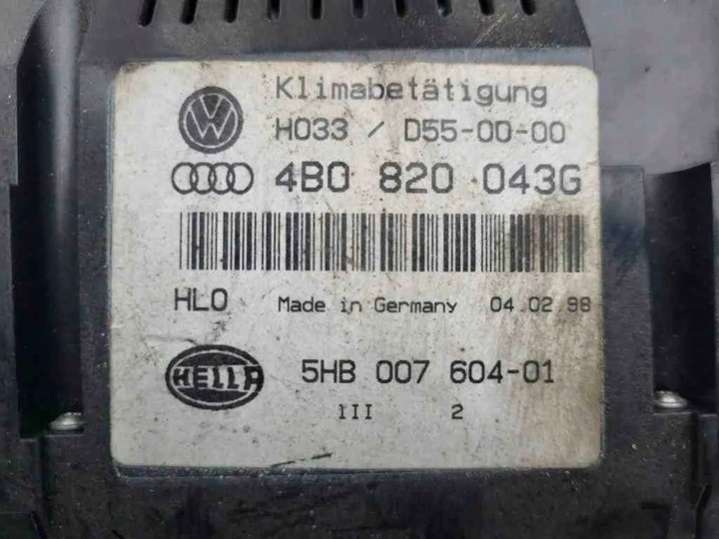 Klimabetätigung
H033 / D55-00-00
4B0 820 043G
HLO Made in Germany 04.02.98
HELLA
5HB 007 604-01
III 2